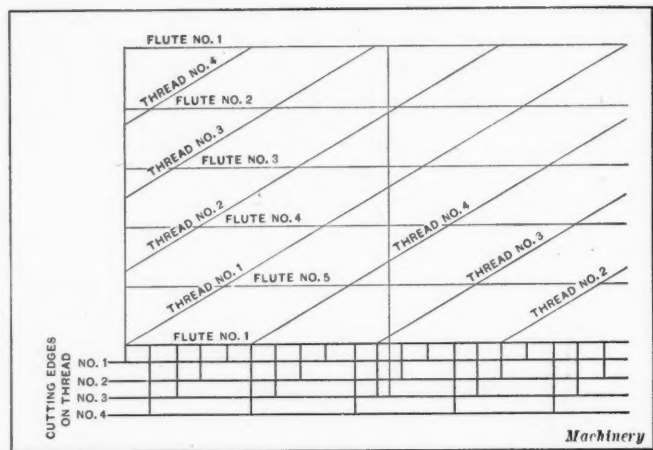 FLUTE NO. 1
THREAD NO. 4
FLUTE NO. 2
THREAD NO. 3
FLUTE NO. 3
THREAD NO. 2
FLUTE NO. 4
THREAD NO. 4
THREAD NO. 3
THREAD NO. 1
FLUTE NO. 5
THREAD NO. 2
FLUTE NO. 1
CUTTING EDGES
ON THREAD
NO. 1
NO. 2
NO. 3
NO. 4
Machinery